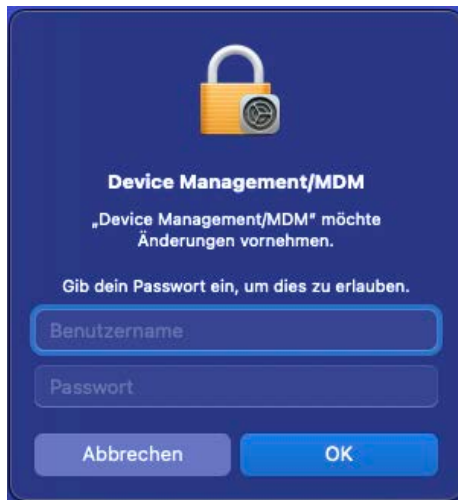 Device Management/MDM
„Device Management/MDM“ möchte
Änderungen vornehmen.
Gib dein Passwort ein, um dies zu erlauben.
Benutzername
Passwort
Abbrechen
OK